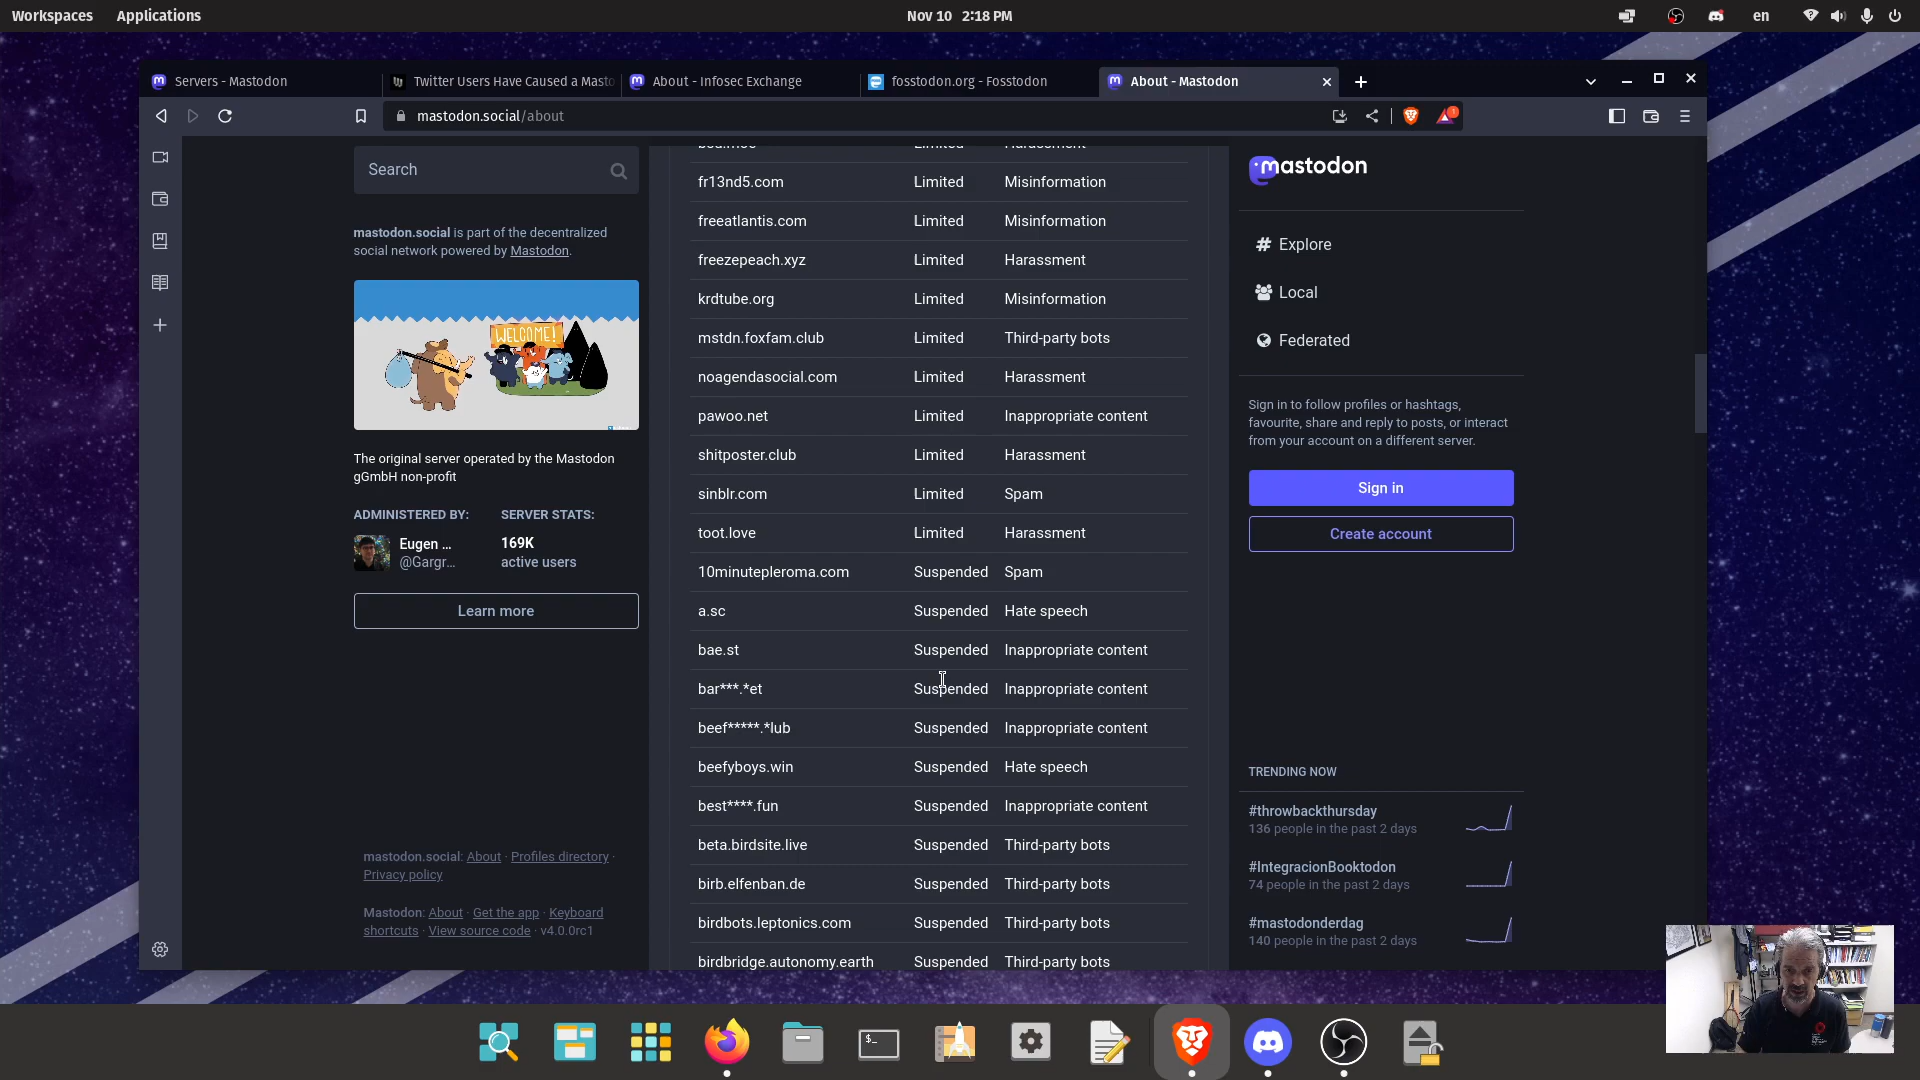 Workspaces Applications Nov 10 2:18 PM en
Servers - Mastodon Twitter Users Have Caused a Masto About - Infosec Exchange fosstodon.org - Fosstodon About - Mastodon
mastodon.social/about
Search
mastodon.social is part of the decentralized
social network powered by Mastodon.
WELCOME!
The original server operated by the Mastodon
gGmbH non-profit
ADMINISTERED BY: SERVER STATS:
Eugen ... 169K
@Gargr... active users
Learn more
mastodon.social: About · Profiles directory ·
Privacy policy
Mastodon: About · Get the app · Keyboard
shortcuts · View source code · v4.0.0rc1
fr13nd5.com Limited Misinformation
freeatlantis.com Limited Misinformation
freezepeach.xyz Limited Harassment
krdtube.org Limited Misinformation
mstdn.foxfam.club Limited Third-party bots
noagendasocial.com Limited Harassment
pawoo.net Limited Inappropriate content
shitposter.club Limited Harassment
sinblr.com Limited Spam
toot.love Limited Harassment
10minutepleroma.com Suspended Spam
a.sc Suspended Hate speech
bae.st Suspended Inappropriate content
bar***.*et Suspended Inappropriate content
beef*****.*lub Suspended Inappropriate content
beefyboys.win Suspended Hate speech
best****.fun Suspended Inappropriate content
beta.birdsite.live Suspended Third-party bots
birb.elfenban.de Suspended Third-party bots
birdbots.leptonics.com Suspended Third-party bots
birdbridge.autonomy.earth Suspended Third-party bots
mastodon
# Explore
Local
Federated
Sign in to follow profiles or hashtags,
favourite, share and reply to posts, or interact
from your account on a different server.
Sign in
Create account
TRENDING NOW
#throwbackthursday
136 people in the past 2 days
#IntegracionBooktodon
74 people in the past 2 days
#mastodonderdag
140 people in the past 2 days